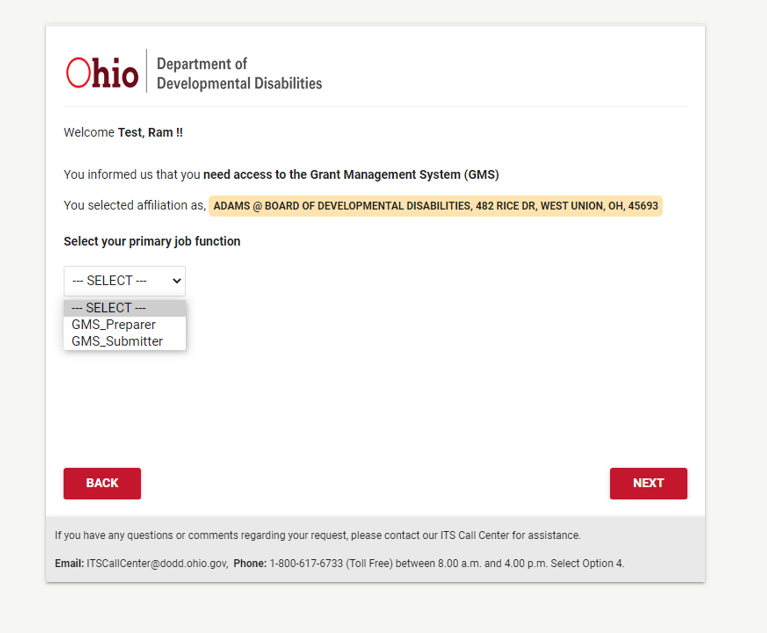 Ohio
Department of
Developmental Disabilities
Welcome Test, Ram !!
You informed us that you need access to the Grant Management System (GMS)
You selected affiliation as, ADAMS @ BOARD OF DEVELOPMENTAL DISABILITIES, 482 RICE DR, WEST UNION, OH, 45693
Select your primary job function
--- SELECT ---
--- SELECT ---
GMS_Preparer
GMS_Submitter
BACK
NEXT
If you have any questions or comments regarding your request, please contact our ITS Call Center for assistance.
Email: ITSCallCenter@dodd.ohio.gov, Phone: 1-800-617-6733 (Toll Free) between 8.00 a.m. and 4.00 p.m. Select Option 4.